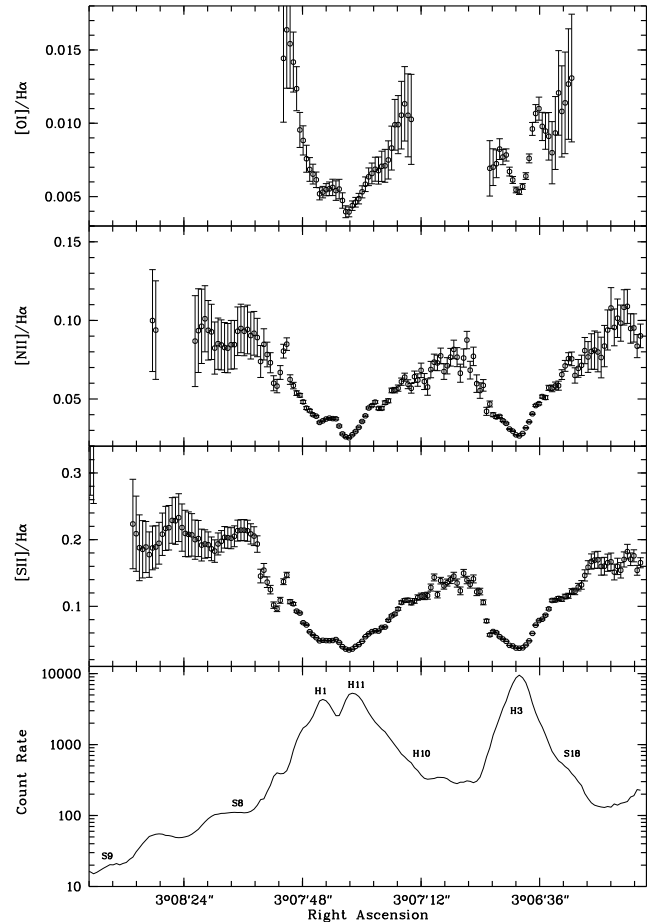 [OI]/Hα
0.015
0.010
0.005
[NII]/Hα
0.15
0.10
0.05
[SII]/Hα
0.3
0.2
0.1
Count Rate
10000
1000
100
10
S9
S8
H1
H11
H10
H3
S18
3°08'24"
3°07'48"
3°07'12"
3°06'36"
Right Ascension